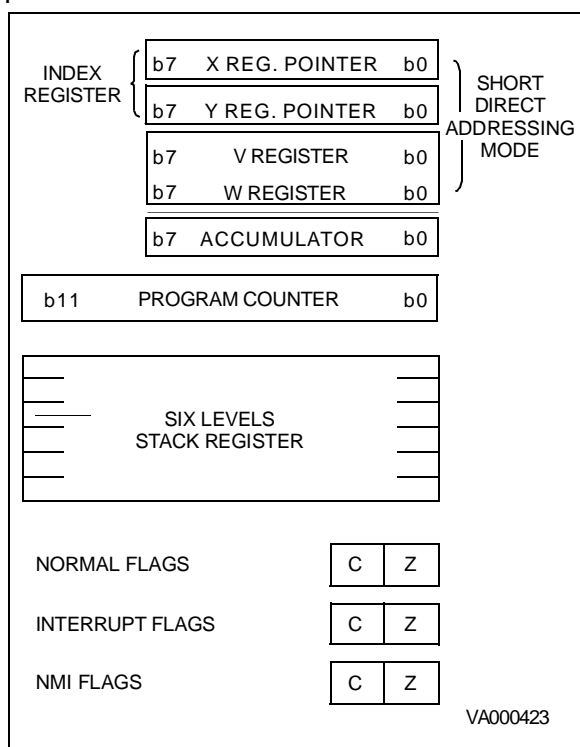 INDEX
REGISTER
b7 X REG. POINTER b0
b7 Y REG. POINTER b0
b7 V REGISTER b0
b7 W REGISTER b0
b7 ACCUMULATOR b0
SHORT
DIRECT
ADDRESSING
MODE
b11 PROGRAM COUNTER b0
SIX LEVELS
STACK REGISTER
NORMAL FLAGS C Z
INTERRUPT FLAGS C Z
NMI FLAGS C Z
VA000423